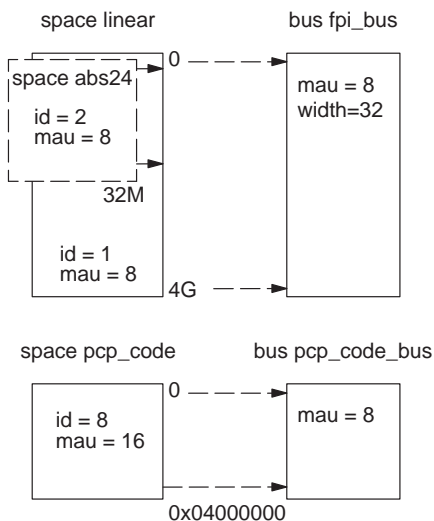 space linear
bus fpi_bus
0
space abs24
id = 2
mau = 8
mau = 8
width=32
32M
id = 1
mau = 8
4G
space pcp_code
bus pcp_code_bus
0
id = 8
mau = 16
mau = 8
0x04000000